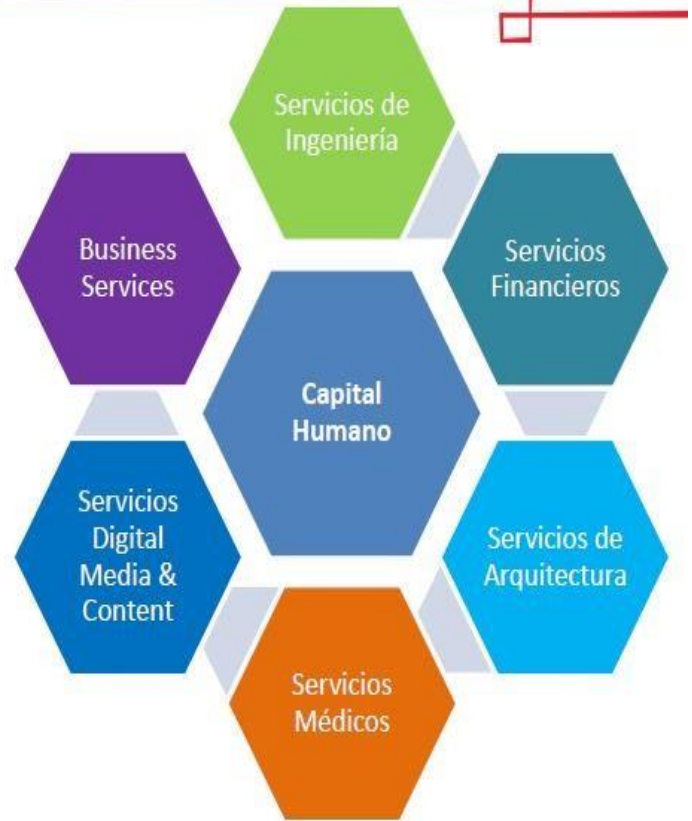 Servicios de
Ingeniería
Business
Services
Servicios
Financieros
Capital
Humano
Servicios
Digital
Media &
Content
Servicios de
Arquitectura
Servicios
Médicos